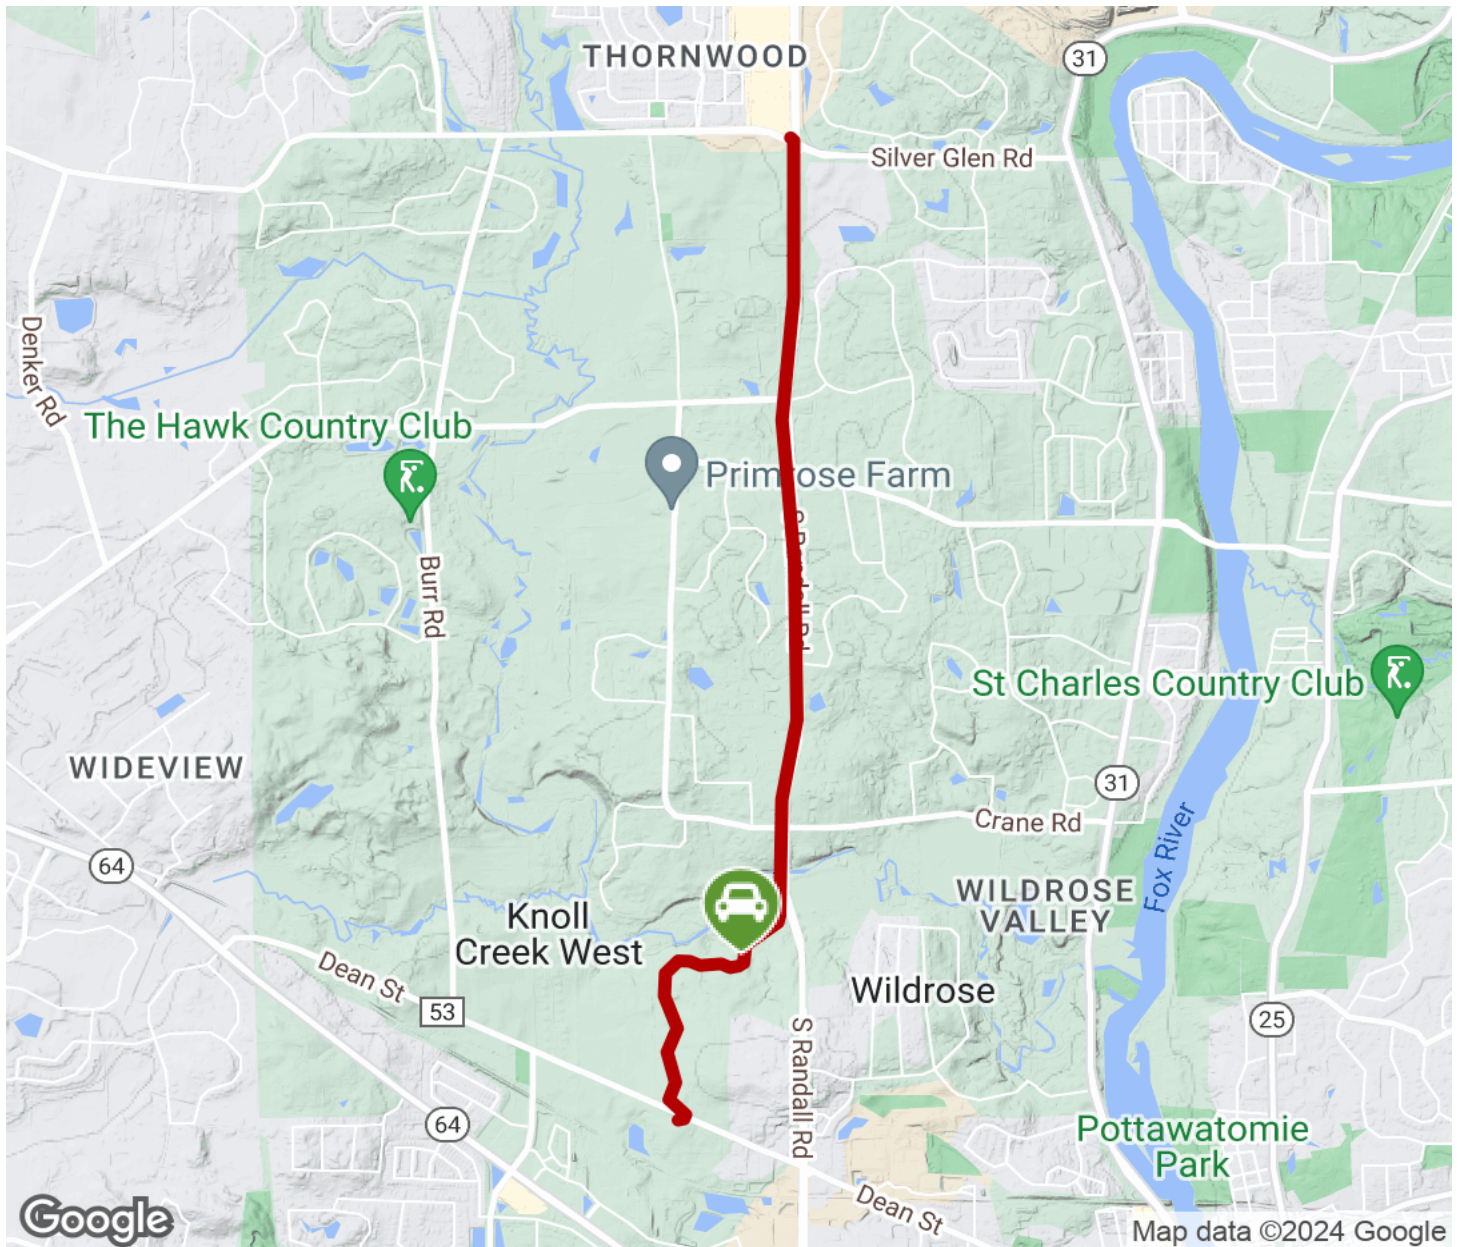 THORNWOOD
31
Silver Glen Rd
Denker Rd
The Hawk Country Club
Primrose Farm
S Randall Rd
Burr Rd
St Charles Country Club
WIDEVIEW
31
Crane Rd
64
Fox River
WILDROSE
VALLEY
Knoll
Creek West
Dean St
53
Wildrose
25
S Randall Rd
64
Pottawatomie
Park
Dean St
Google
Map data ©2024 Google